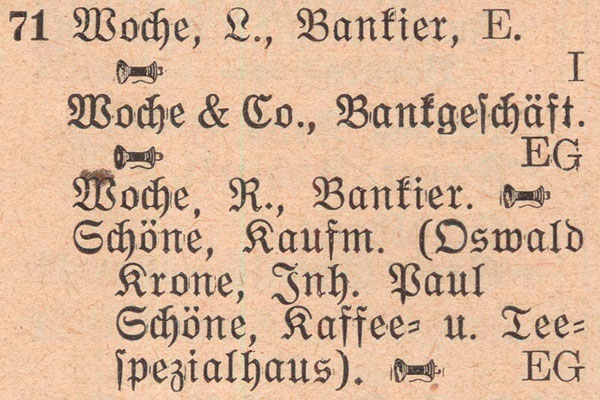 71 Woche, L., Bankier, E.
I
Woche & Co., Bankgeſchäft.
EG
Woche, R., Bankier.
Schöne, Kaufm. (Oswald
Krone, Inh. Paul
Schöne, Kaffee- u. Tee-
ſpezialhaus). EG